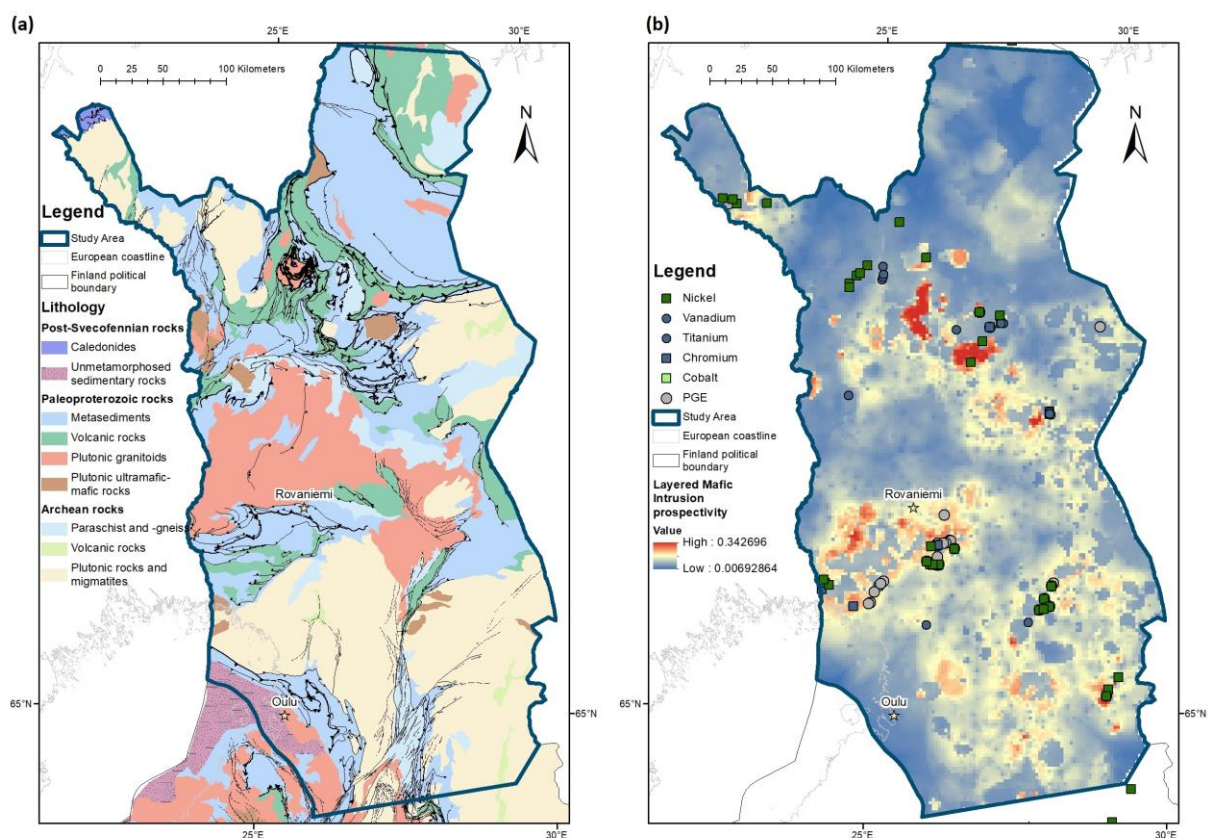 (a)
25°E
30°E
0 25 50 100 Kilometers
N
Legend
Study Area
European coastline
Finland political
boundary
Lithology
Post-Svecofennian rocks
Caledonides
Unmetamorphosed
sedimentary rocks
Paleoproterozoic rocks
Metasediments
Volcanic rocks
Plutonic granitoids
Plutonic ultramafic-
mafic rocks
Archean rocks
Paraschist and -gneiss
Volcanic rocks
Plutonic rocks and
migmatites
Rovaniemi
Oulu
65°N
65°N
25°E
30°E
(b)
25°E
30°E
0 25 50 100 Kilometers
N
Legend
Nickel
Vanadium
Titanium
Chromium
Cobalt
PGE
Study Area
European coastline
Finland political
boundary
Layered Mafic
Intrusion
prospectivity
Value
High : 0.342696
Low : 0.00692864
Rovaniemi
Oulu
65°N
25°E
30°E